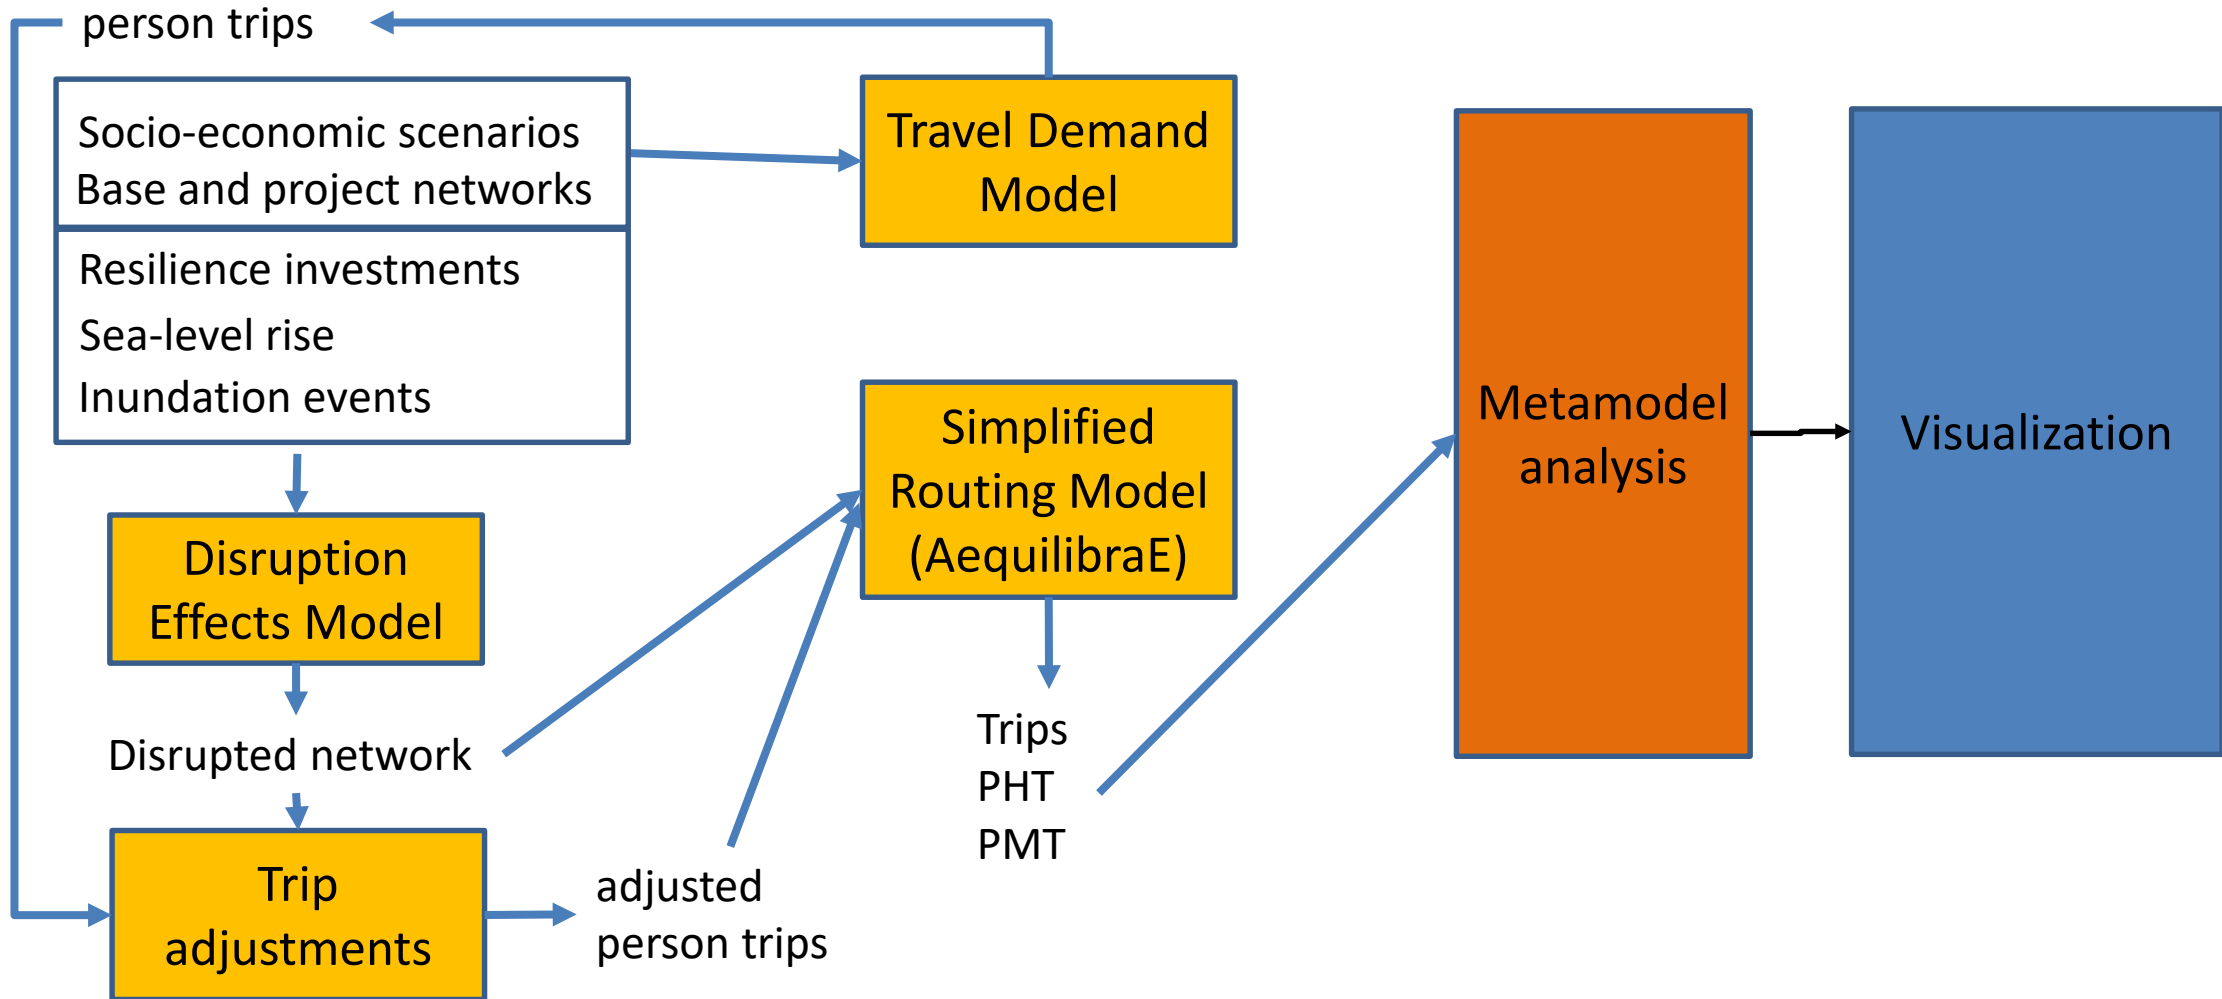 person trips
Socio-economic scenarios
Base and project networks
Resilience investments
Sea-level rise
Inundation events
Travel Demand
Model
Disruption
Effects Model
Disrupted network
Trip
adjustments
adjusted
person trips
Simplified
Routing Model
(AequilibraE)
Trips
PHT
PMT
Metamodel
analysis
Visualization